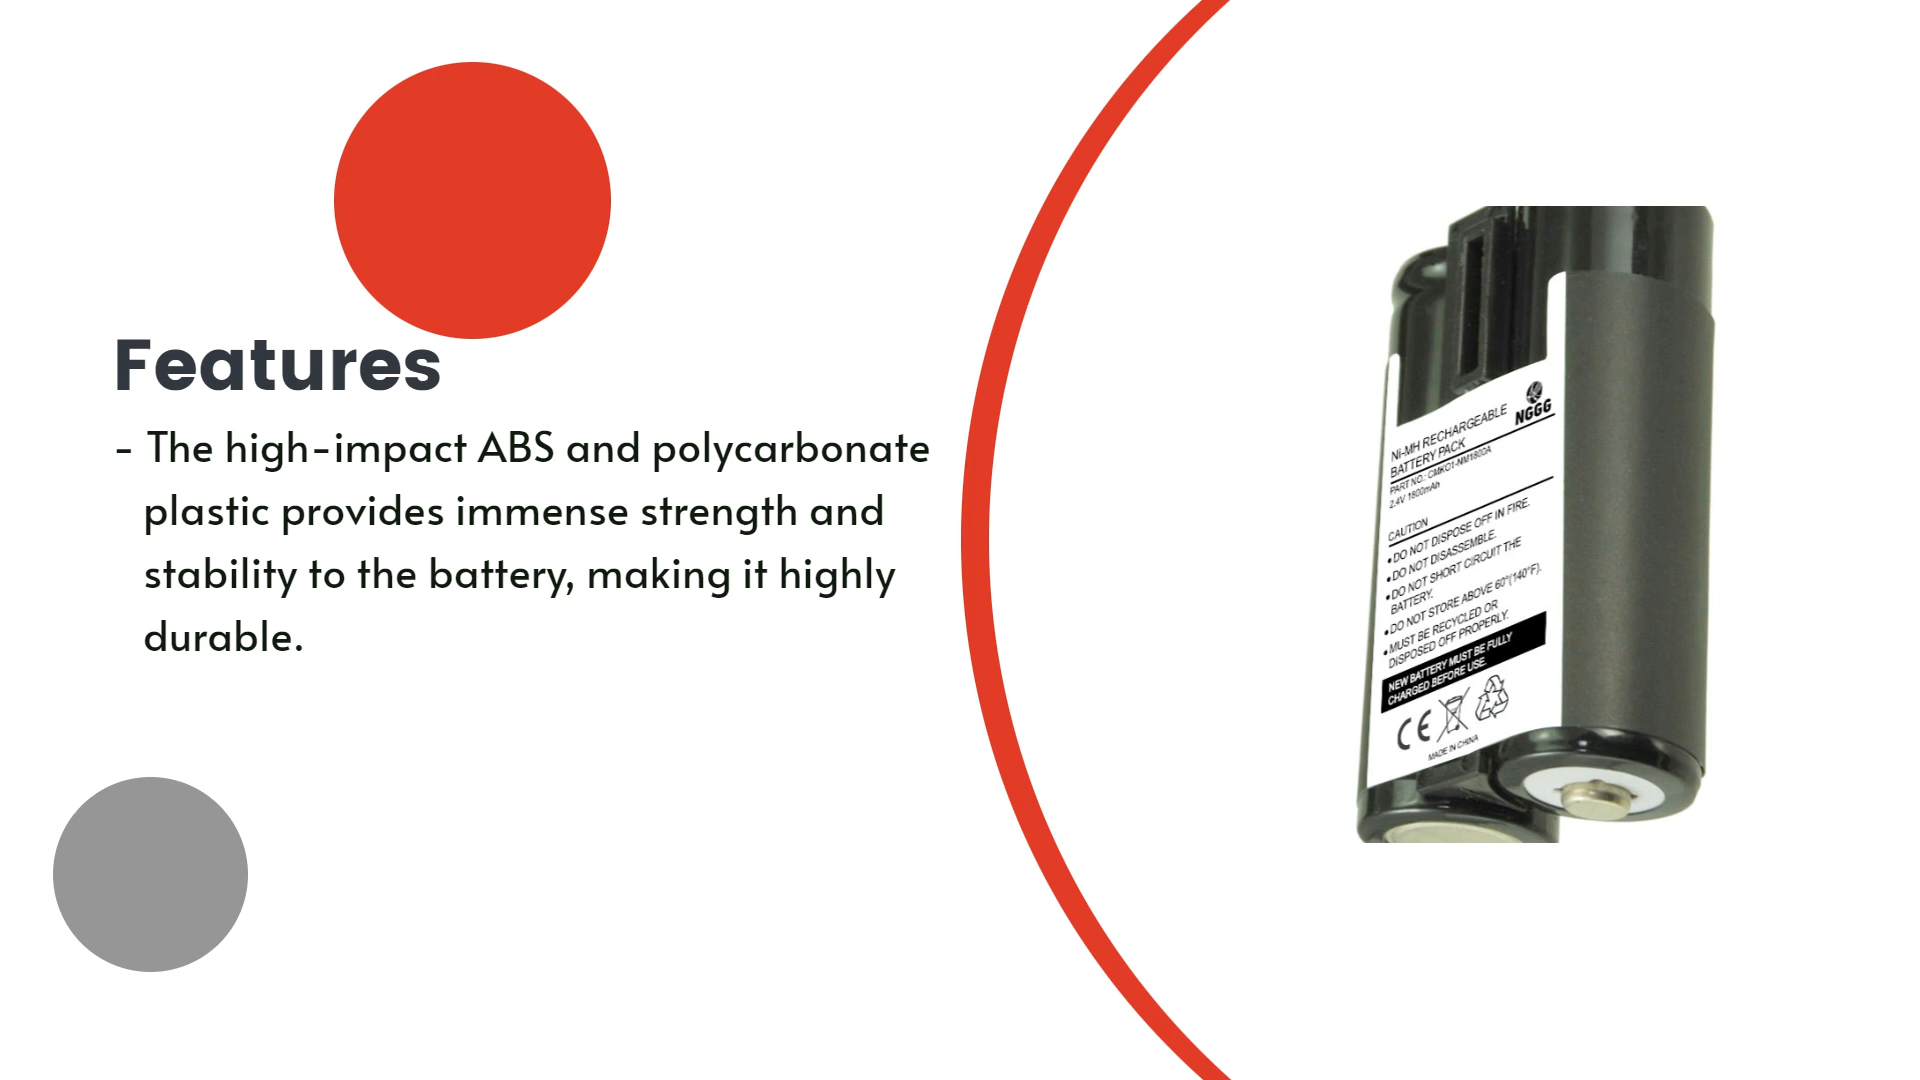 Features
- The high-impact ABS and polycarbonate
plastic provides immense strength and
stability to the battery, making it highly
durable.
NGGG
Ni-MH RECHARGEABLE
BATTERY PACK
PART NO.: CMKO1-NM1800A
2.4V 1800mAh
CAUTION
•DO NOT DISPOSE OFF IN FIRE.
•DO NOT DISASSEMBLE.
•DO NOT SHORT CIRCUIT THE
BATTERY.
•DO NOT STORE ABOVE 60°(140°F).
•MUST BE RECYCLED OR
DISPOSED OFF PROPERLY.
NEW BATTERY MUST BE FULLY
CHARGED BEFORE USE.
CE
MADE IN CHINA